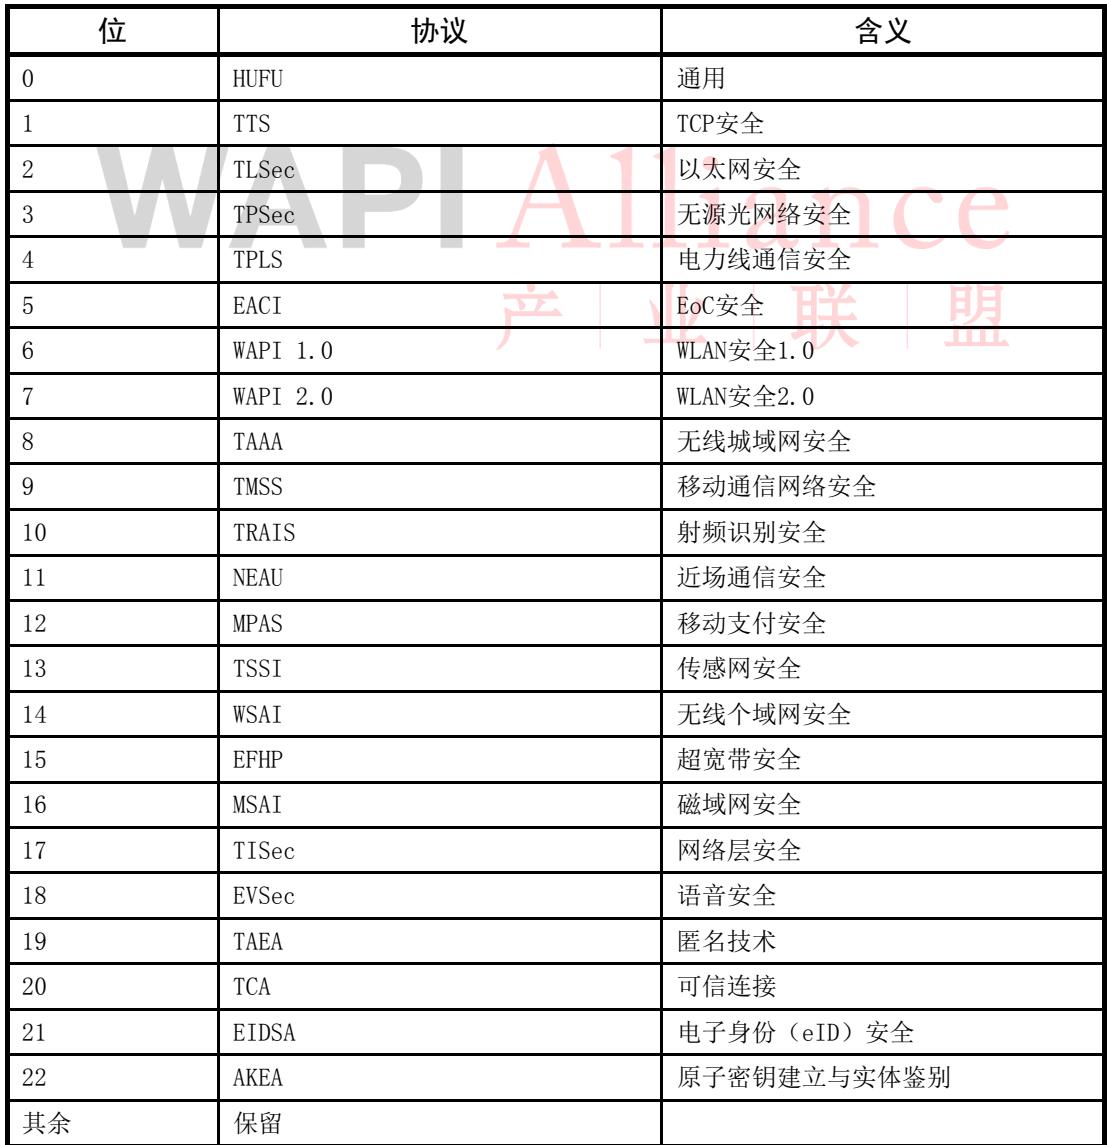 位 协议 含义
0 HUFU 通用
1 TTS TCP安全
2 TLSec 以太网安全
3 TPSec 无源光网络安全
4 TPLS 电力线通信安全
5 EACI EoC安全
6 WAPI 1.0 WLAN安全1.0
7 WAPI 2.0 WLAN安全2.0
8 TAAA 无线城域网安全
9 TMSS 移动通信网络安全
10 TRAIS 射频识别安全
11 NEAU 近场通信安全
12 MPAS 移动支付安全
13 TSSI 传感网安全
14 WSAI 无线个域网安全
15 EFHP 超宽带安全
16 MSAI 磁域网安全
17 TISec 网络层安全
18 EVSec 语音安全
19 TAEA 匿名技术
20 TCA 可信连接
21 EIDSA 电子身份（eID）安全
22 AKEA 原子密钥建立与实体鉴别
其余 保留
WAPI Alliance
产业联盟